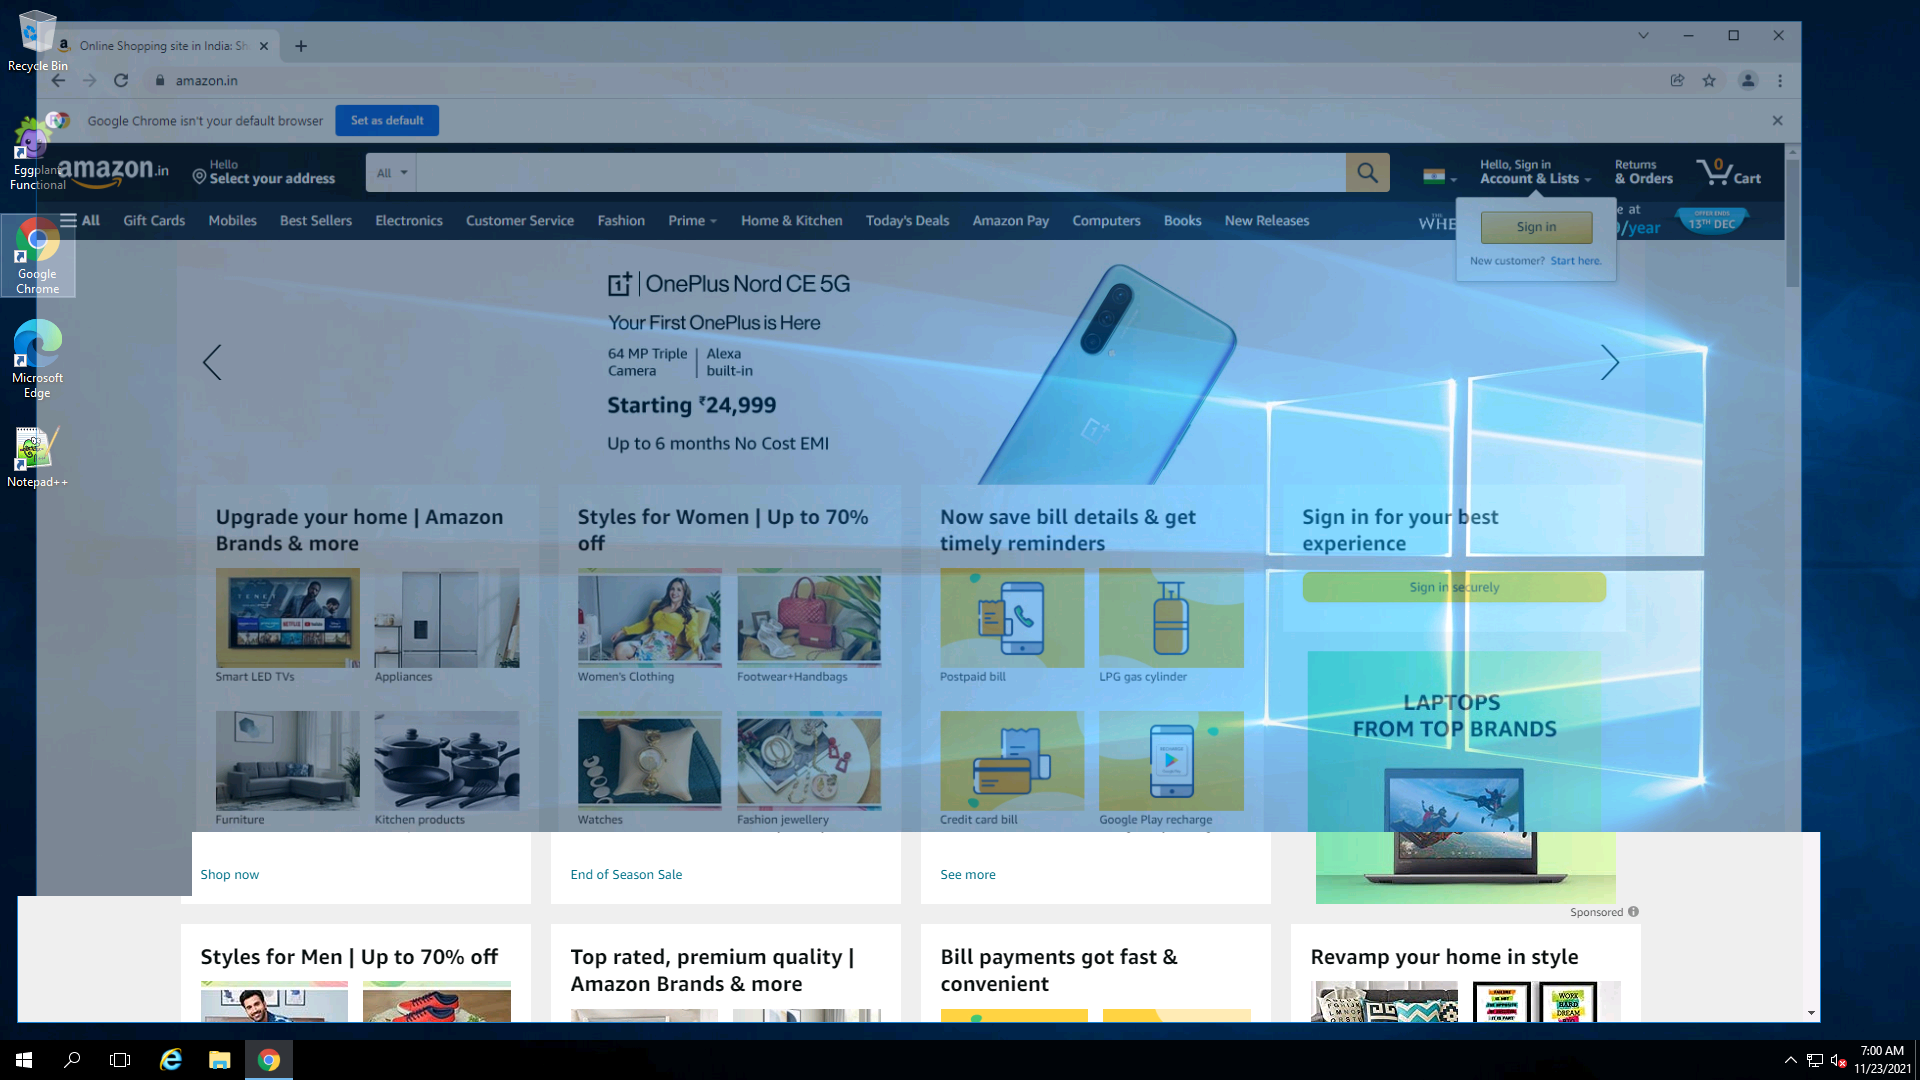 Recycle Bin
Online Shopping site in India: Sh
amazon.in
Google Chrome isn't your default browser
Set as default
Eggplant
Functional
Google
Chrome
Microsoft
Edge
Notepad++
amazon.in
Hello
Select your address
All
Hello, Sign in
Account & Lists
Returns
& Orders
0
Cart
All
Gift Cards
Mobiles
Best Sellers
Electronics
Customer Service
Fashion
Prime
Home & Kitchen
Today's Deals
Amazon Pay
Computers
Books
New Releases
THE
WHE
e at
/year
OFFER ENDS
13TH DEC
Sign in
New customer? Start here.
OnePlus Nord CE 5G
Your First OnePlus is Here
64 MP Triple
Camera
Alexa
built-in
Starting ₹24,999
Up to 6 months No Cost EMI
Upgrade your home | Amazon
Brands & more
TENET
NETFLIX
Smart LED TVs
Appliances
Furniture
Kitchen products
Styles for Women | Up to 70%
off
Women's Clothing
Footwear+Handbags
Watches
Fashion jewellery
Now save bill details & get
timely reminders
Postpaid bill
LPG gas cylinder
RECHARGE
Credit card bill
Google Play recharge
Sign in for your best
experience
Sign in securely
LAPTOPS
FROM TOP BRANDS
Shop now
End of Season Sale
See more
Sponsored
Styles for Men | Up to 70% off
Top rated, premium quality |
Amazon Brands & more
Bill payments got fast &
convenient
Revamp your home in style
WORK
HARD
DREAM
BIG
7:00 AM
11/23/2021